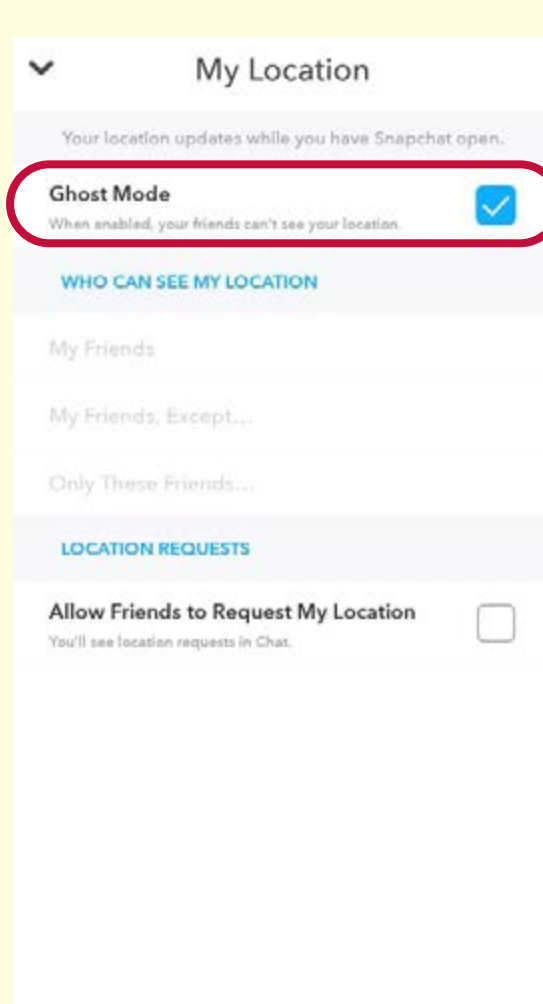 My Location
Your location updates while you have Snapchat open.
Ghost Mode
When enabled, your friends can't see your location.
WHO CAN SEE MY LOCATION
My Friends
My Friends, Except...
Only These Friends...
LOCATION REQUESTS
Allow Friends to Request My Location
You'll see location requests in Chat.